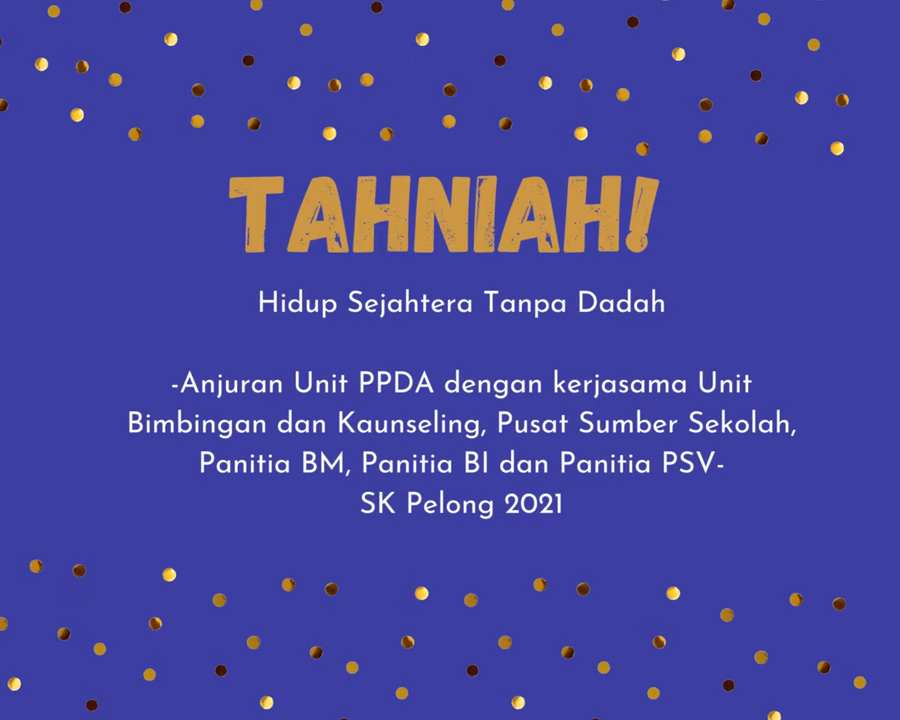 TAHNIAH!
Hidup Sejahtera Tanpa Dadah
-Anjuran Unit PPDA dengan kerjasama Unit
Bimbingan dan Kaunseling, Pusat Sumber Sekolah,
Panitia BM, Panitia BI dan Panitia PSV-
SK Pelong 2021